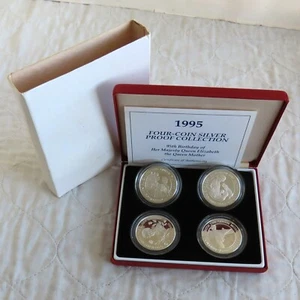 1995
FOUR-COIN SILVER
PROOF COLLECTION
95th Birthday of
Her Majesty Queen Elizabeth
the Queen Mother